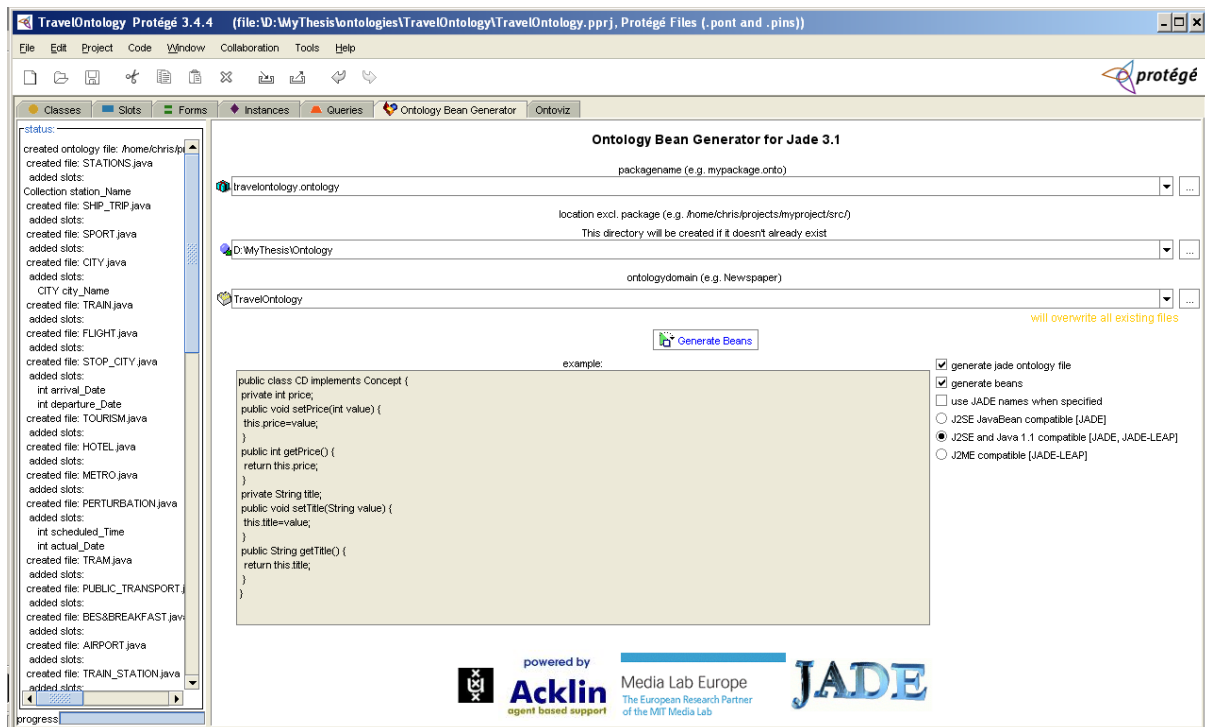 TravelOntology Protégé 3.4.4 (file:\D:\MyThesis\ontologies\TravelOntology\TravelOntology.pprj, Protégé Files (.pont and .pins))
File Edit Project Code Window Collaboration Tools Help
protégé
Classes Slots Forms Instances Queries Ontology Bean Generator Ontoviz
status:
created ontology file: /home/chris/pr
created file: STATIONS.java
added slots:
Collection station_Name
created file: SHIP_TRIP.java
added slots:
created file: SPORT.java
added slots:
created file: CITY.java
added slots:
CITY city_Name
created file: TRAIN.java
added slots:
created file: FLIGHT.java
added slots:
created file: STOP_CITY.java
added slots:
int arrival_Date
int departure_Date
created file: TOURISM.java
added slots:
created file: HOTEL.java
added slots:
created file: METRO.java
added slots:
created file: PERTURBATION.java
added slots:
int scheduled_Time
int actual_Date
created file: TRAM.java
added slots:
created file: PUBLIC_TRANSPORT.j
added slots:
created file: BES&BREAKFAST.jav
added slots:
created file: AIRPORT.java
added slots:
created file: TRAIN_STATION.java
added slots:
progress
Ontology Bean Generator for Jade 3.1
packagename (e.g. mypackage.onto)
travelontology.ontology
...
location excl. package (e.g. /home/chris/projects/myproject/src/)
This directory will be created if it doesn't already exist
D:\MyThesis\Ontology
...
ontologydomain (e.g. Newspaper)
TravelOntology
...
will overwrite all existing files
Generate Beans
example:
public class CD implements Concept {
private int price;
public void setPrice(int value) {
this.price=value;
}
public int getPrice() {
return this.price;
}
private String title;
public void setTitle(String value) {
this.title=value;
}
public String getTitle() {
return this.title;
}
}
generate jade ontology file
generate beans
use JADE names when specified
J2SE JavaBean compatible [JADE]
J2SE and Java 1.1 compatible [JADE, JADE-LEAP]
J2ME compatible [JADE-LEAP]
powered by
Acklin
agent based support
Media Lab Europe
The European Research Partner
of the MIT Media Lab
JADE